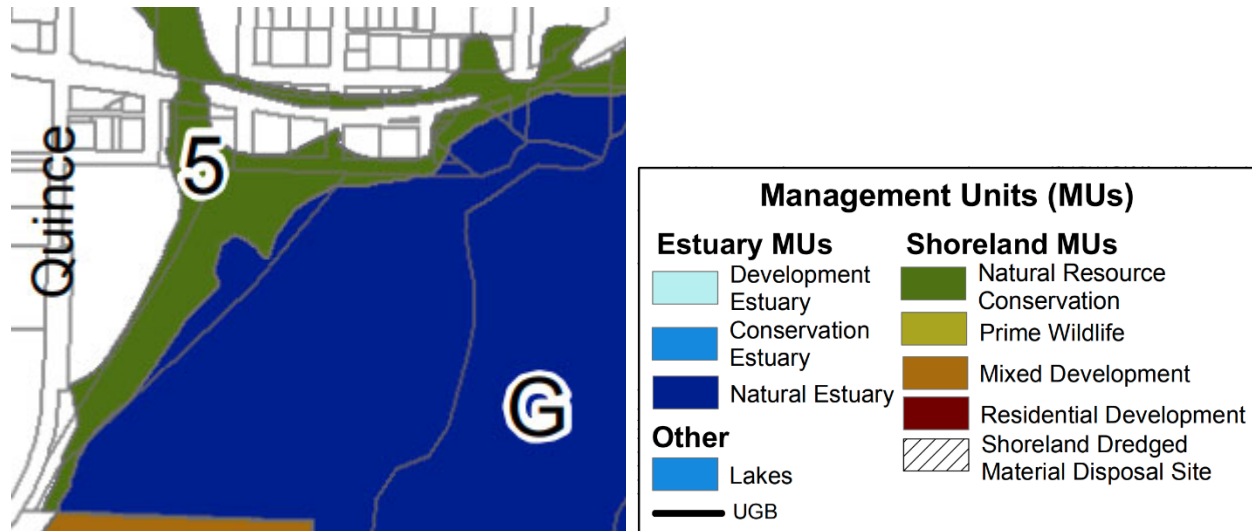 5
Quince
G
Management Units (MUs)
Estuary MUs
Development
Estuary
Conservation
Estuary
Natural Estuary
Other
Lakes
UGB
Shoreland MUs
Natural Resource
Conservation
Prime Wildlife
Mixed Development
Residential Development
Shoreland Dredged
Material Disposal Site